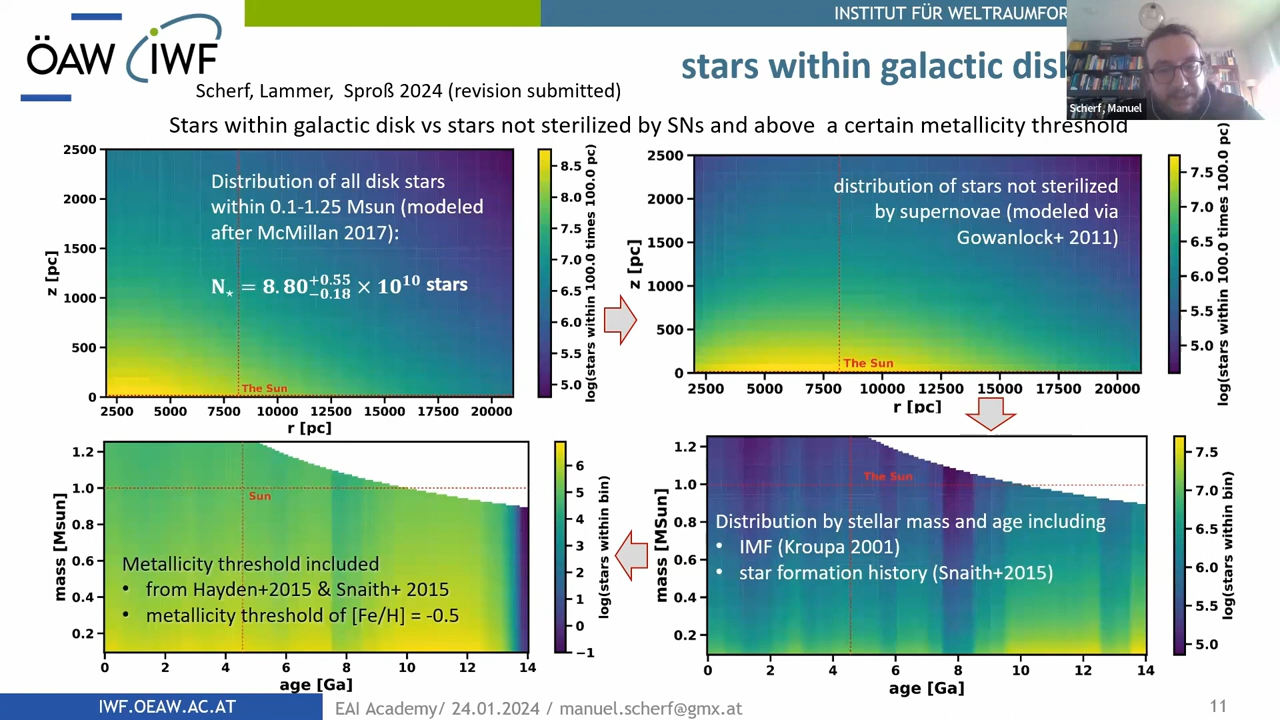 ÖAW IWF
INSTITUT FÜR WELTRAUMFOR
stars within galactic disk
Scherf, Manuel
Scherf, Lammer, Sproß 2024 (revision submitted)
Stars within galactic disk vs stars not sterilized by SNs and above a certain metallicity threshold
2500
2000
1500
1000
500
0
z [pc]
Distribution of all disk stars
within 0.1-1.25 Msun (modeled
after McMillan 2017):
N⋆ = 8.80 +0.55 −0.18 × 10^10 stars
The Sun
2500 5000 7500 10000 12500 15000 17500 20000
r [pc]
8.5
8.0
7.5
7.0
6.5
6.0
5.5
5.0
log(stars within 100.0 times 100.0 pc)
2500
2000
1500
1000
500
0
z [pc]
distribution of stars not sterilized
by supernovae (modeled via
Gowanlock+ 2011)
The Sun
2500 5000 7500 10000 12500 15000 17500 20000
r [pc]
7.5
7.0
6.5
6.0
5.5
5.0
log(stars within 100.0 times 100.0 pc)
1.2
1.0
0.8
0.6
0.4
0.2
mass [MSun]
Sun
Metallicity threshold included
• from Hayden+2015 & Snaith+ 2015
• metallicity threshold of [Fe/H] = -0.5
0 2 4 6 8 10 12 14
age [Ga]
6
5
4
3
2
1
0
−1
log(stars within bin)
1.2
1.0
0.8
0.6
0.4
0.2
mass [MSun]
The Sun
Distribution by stellar mass and age including
• IMF (Kroupa 2001)
• star formation history (Snaith+2015)
0 2 4 6 8 10 12 14
age [Ga]
7.5
7.0
6.5
6.0
5.5
5.0
log(stars within bin)
IWF.OEAW.AC.AT
EAI Academy/ 24.01.2024 / manuel.scherf@gmx.at
11